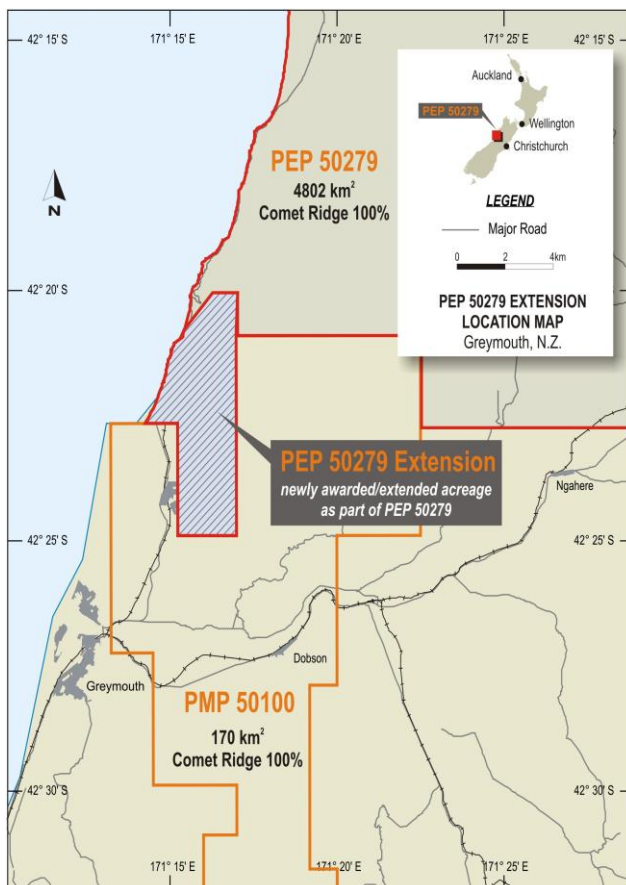 171° 15'
171° 20'
171° 25'
42° 15' S
42° 15' S
Auckland
PEP 50279
Wellington
Christchurch
LEGEND
Major Road
0 2 4km
PEP 50279 EXTENSION
LOCATION MAP
Greymouth, N.Z.
PEP 50279
4802 km²
Comet Ridge 100%
N
42° 20' S
42° 20' S
PEP 50279 Extension
newly awarded/extended acreage
as part of PEP 50279
Ngahere
42° 25' S
42° 25' S
Dobson
Greymouth
PMP 50100
170 km²
Comet Ridge 100%
42° 30' S
42° 30' S
171° 15'
171° 20'
171° 25'